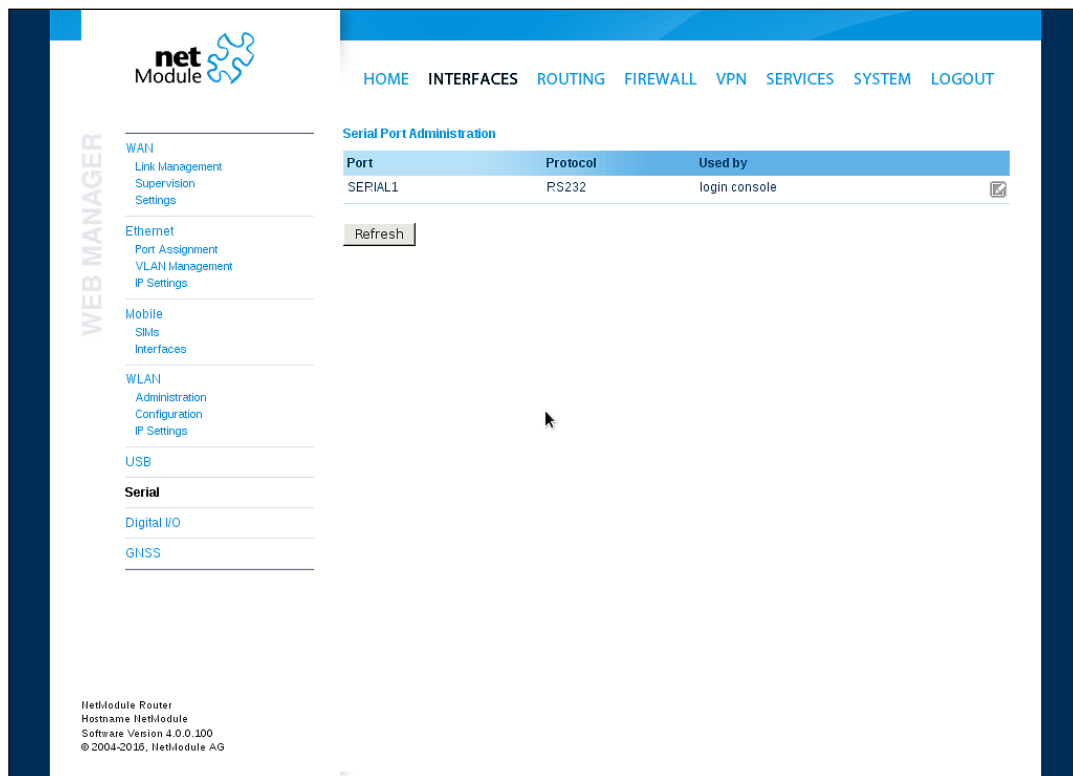 net
Module
HOME INTERFACES ROUTING FIREWALL VPN SERVICES SYSTEM LOGOUT
WEB MANAGER
WAN
Link Management
Supervision
Settings
Ethernet
Port Assignment
VLAN Management
IP Settings
Mobile
SIMs
Interfaces
WLAN
Administration
Configuration
IP Settings
USB
Serial
Digital I/O
GNSS
Serial Port Administration
Port Protocol Used by
SERIAL1 RS232 login console
Refresh
NetModule Router
Hostname NetModule
Software Version 4.0.0.100
© 2004-2016, NetModule AG